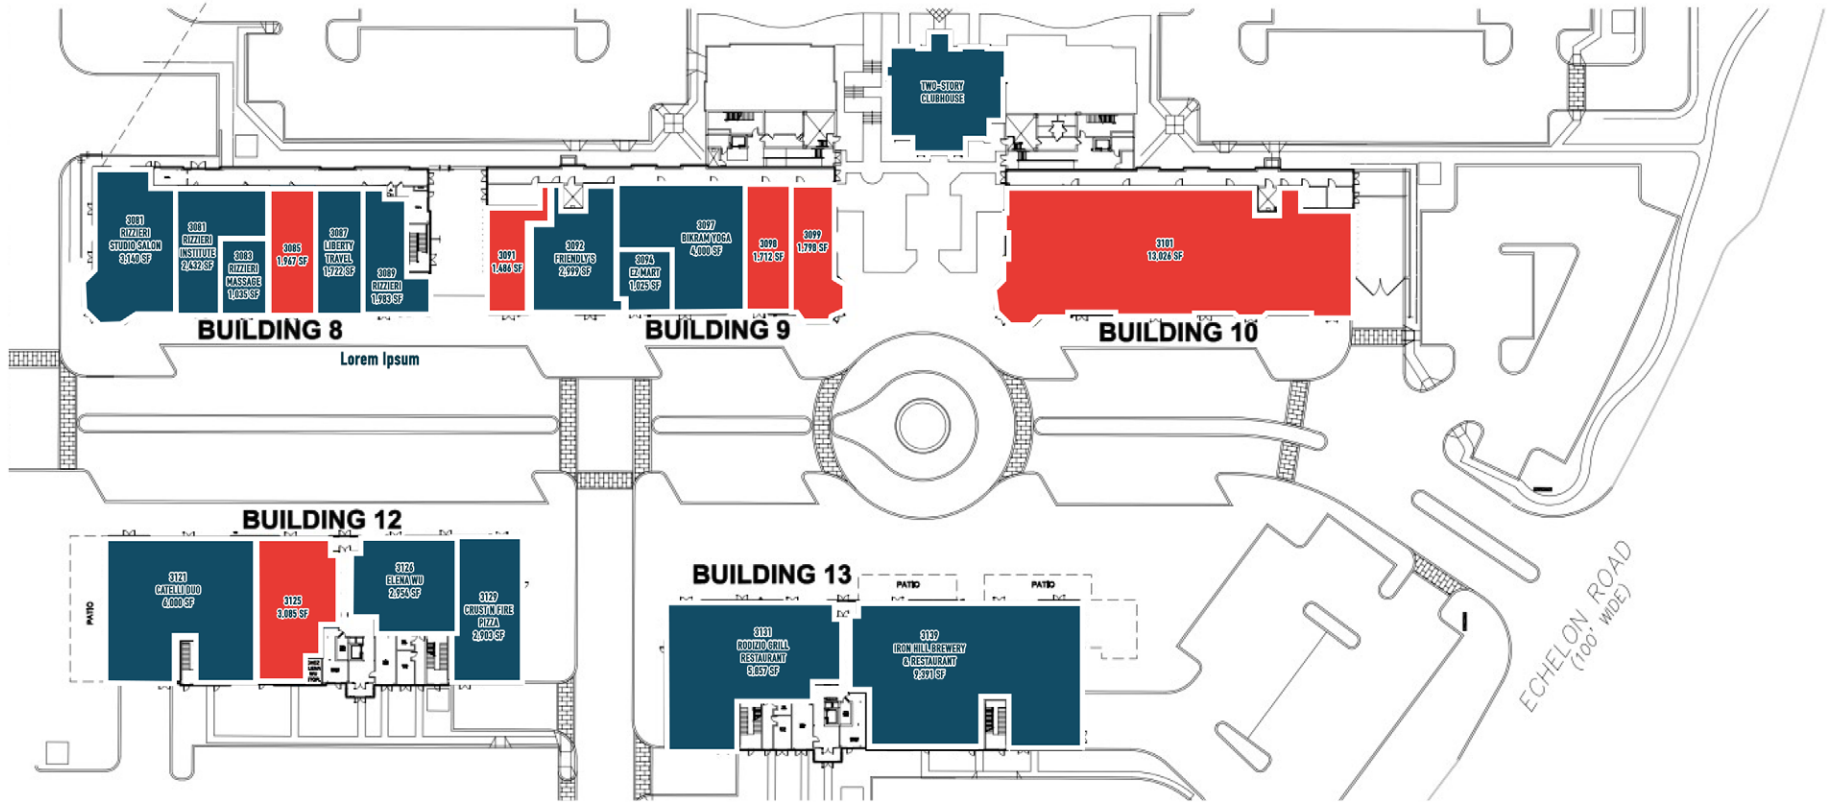 TWO-STORY
CLUBHOUSE
3081
RIZZIERI
STUDIO SALON
3,140 SF
3081
RIZZIERI
INSTITUTE
2,432 SF
3083
RIZZIERI
MASSAGE
1,035 SF
3085
1,967 SF
3087
LIBERTY
TRAVEL
1,722 SF
3089
RIZZIERI
1,983 SF
3091
1,486 SF
3092
FRIENDLY'S
2,999 SF
3094
EZ MART
1,025 SF
3097
BIKRAM YOGA
4,000 SF
3098
1,712 SF
3099
1,798 SF
3101
13,026 SF
BUILDING 8
BUILDING 9
BUILDING 10
Lorem Ipsum
BUILDING 12
PATIO
3121
CATELLI DUO
6,000 SF
3125
3,085 SF
3126
ELENA WU
2,954 SF
3129
CRUST N FIRE
PIZZA
2,903 SF
BUILDING 13
PATIO
PATIO
3131
RODIZIO GRILL
RESTAURANT
5,857 SF
3139
IRON HILL BREWERY
& RESTAURANT
9,391 SF
ECHELON ROAD
(100' WIDE)